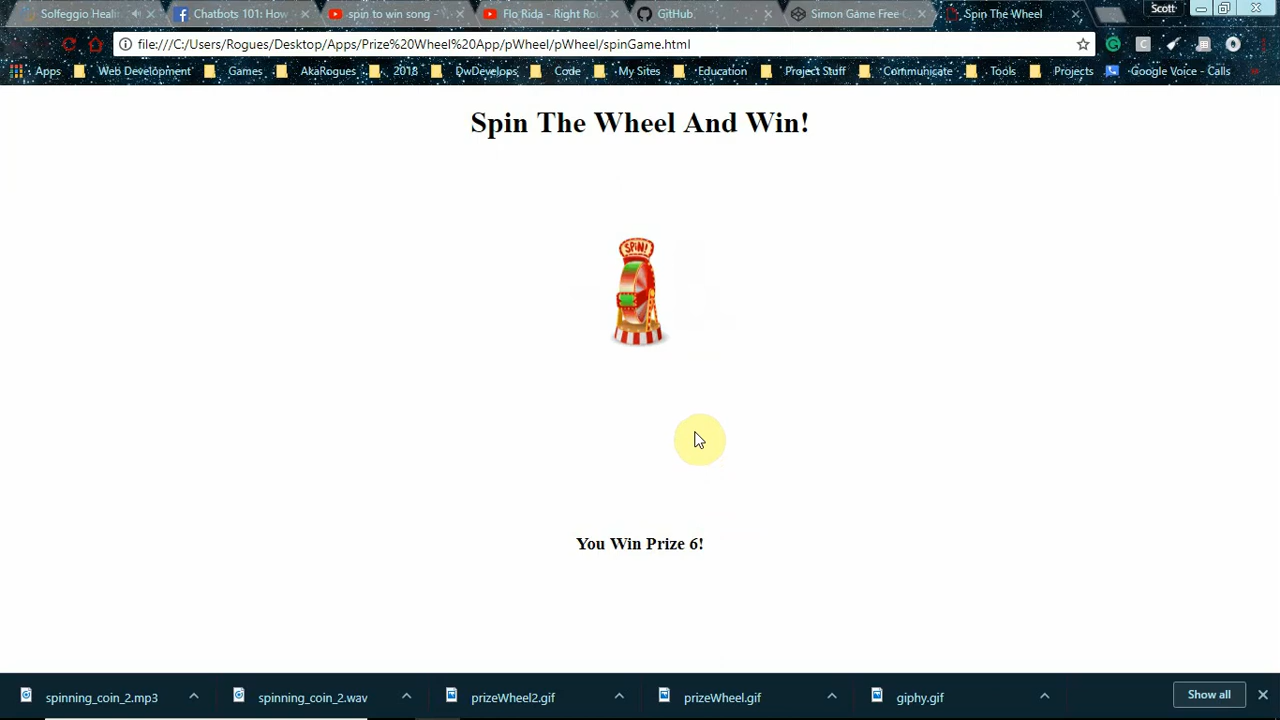 Solfeggio Heali
Chatbots 101: How
spin to win song -
Flo Rida - Right Rou
GitHub
Simon Game Free C
Spin The Wheel
Scott
file:///C:/Users/Rogues/Desktop/Apps/Prize%20Wheel%20App/pWheel/pWheel/spinGame.html
Apps
Web Development
Games
AkaRogues
2018
DwDevelops
Code
My Sites
Education
Project Stuff
Communicate
Tools
Projects
Google Voice - Calls
Spin The Wheel And Win!
SPIN!
You Win Prize 6!
spinning_coin_2.mp3
spinning_coin_2.wav
prizeWheel2.gif
prizeWheel.gif
giphy.gif
Show all